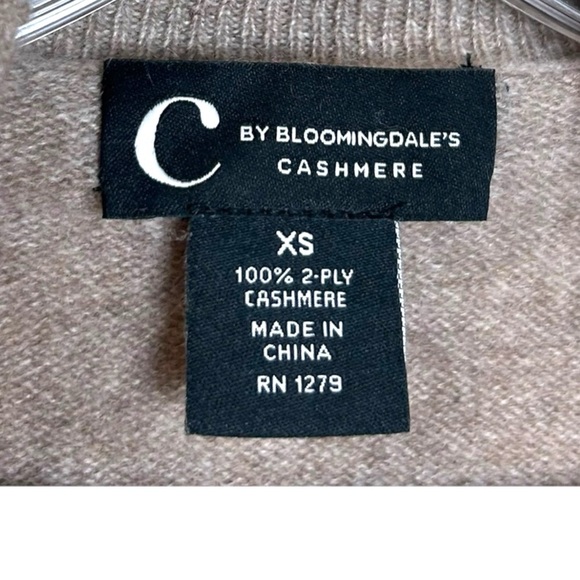 C BY BLOOMINGDALE'S
CASHMERE
XS
100% 2-PLY
CASHMERE
MADE IN
CHINA
RN 1279